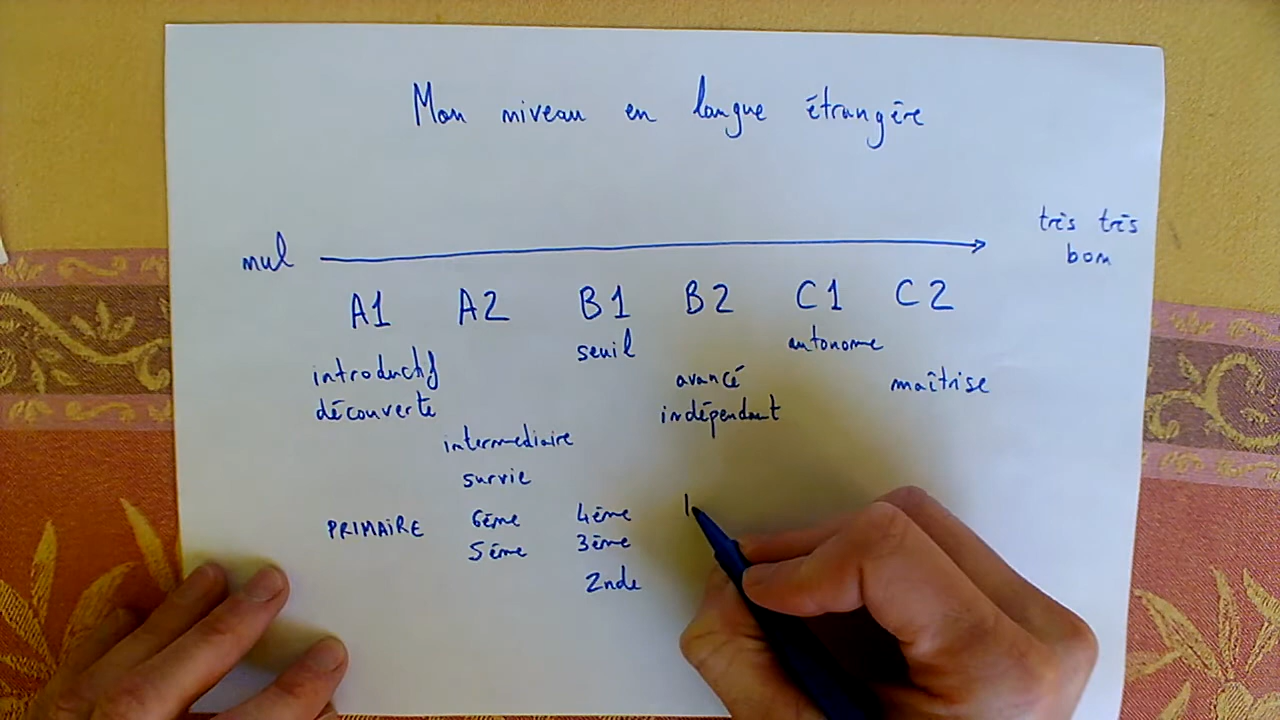 Mon niveau en langue étrangère
très très
bon
nul
A1 A2 B1 B2 C1 C2
seuil autonome
introductif avancé maîtrise
découverte indépendant
intermediaire
survie
PRIMAIRE 6ème 4ème
5ème 3ème
2nde